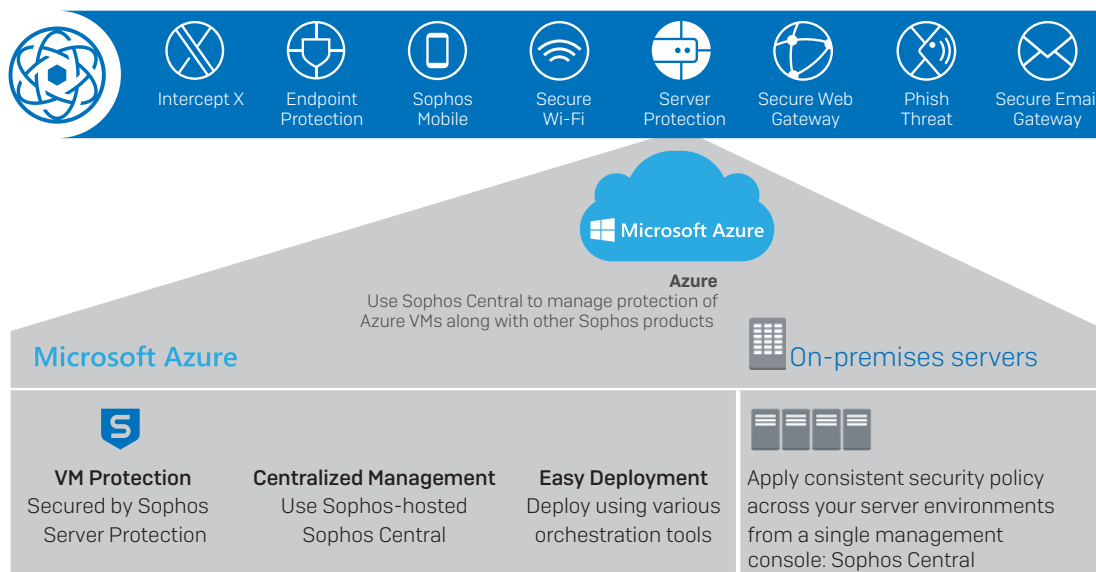 Intercept X
Endpoint
Protection
Sophos
Mobile
Secure
Wi-Fi
Server
Protection
Secure Web
Gateway
Phish
Threat
Secure Emai
Gateway
Microsoft Azure
Azure
Use Sophos Central to manage protection of
Azure VMs along with other Sophos products
Microsoft Azure
On-premises servers
S
VM Protection
Secured by Sophos
Server Protection
Centralized Management
Use Sophos-hosted
Sophos Central
Easy Deployment
Deploy using various
orchestration tools
Apply consistent security policy
across your server environments
from a single management
console: Sophos Central